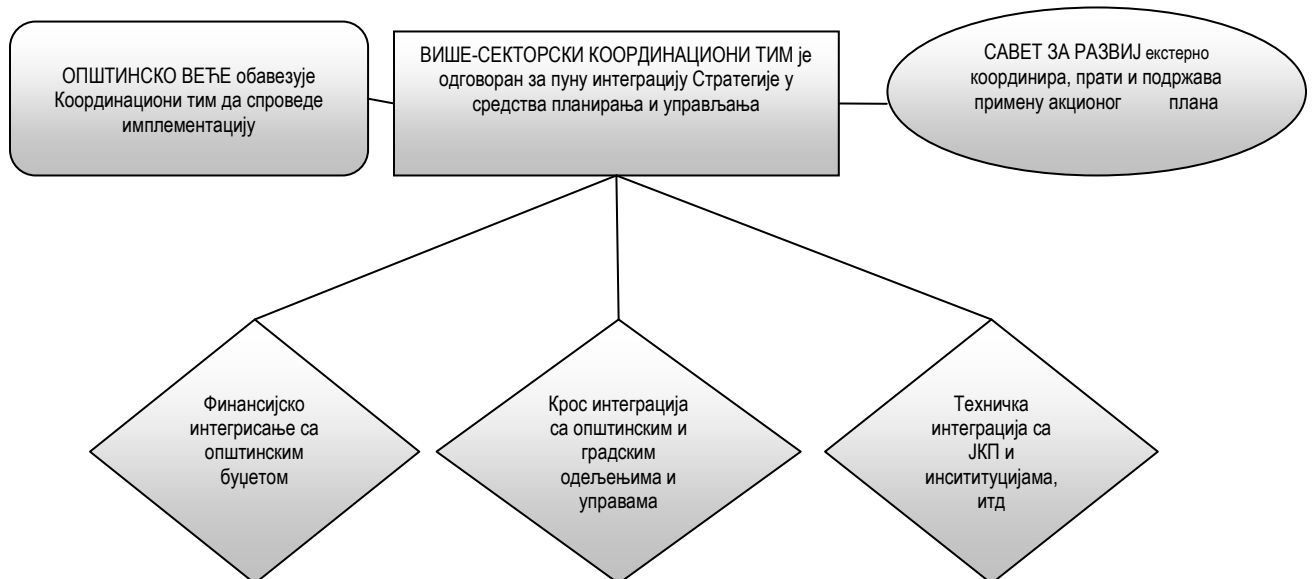 ОПШТИНСКО ВЕЋЕ обавезује
Координациони тим да спроведе
имплементацију
ВИШЕ-СЕКТОРСКИ КООРДИНАЦИОНИ ТИМ је
одговоран за пуну интеграцију Стратегије у
средства планирања и управљања
САВЕТ ЗА РАЗВИЈ екстерно
координира, прати и подржава
примену акционог плана
Финансијско
интегрисање са
општинским
буџетом
Крос интеграција
са општинским и
градским
одељењима и
управама
Техничка
интеграција са
ЈКП и
инсититуцијама,
итд